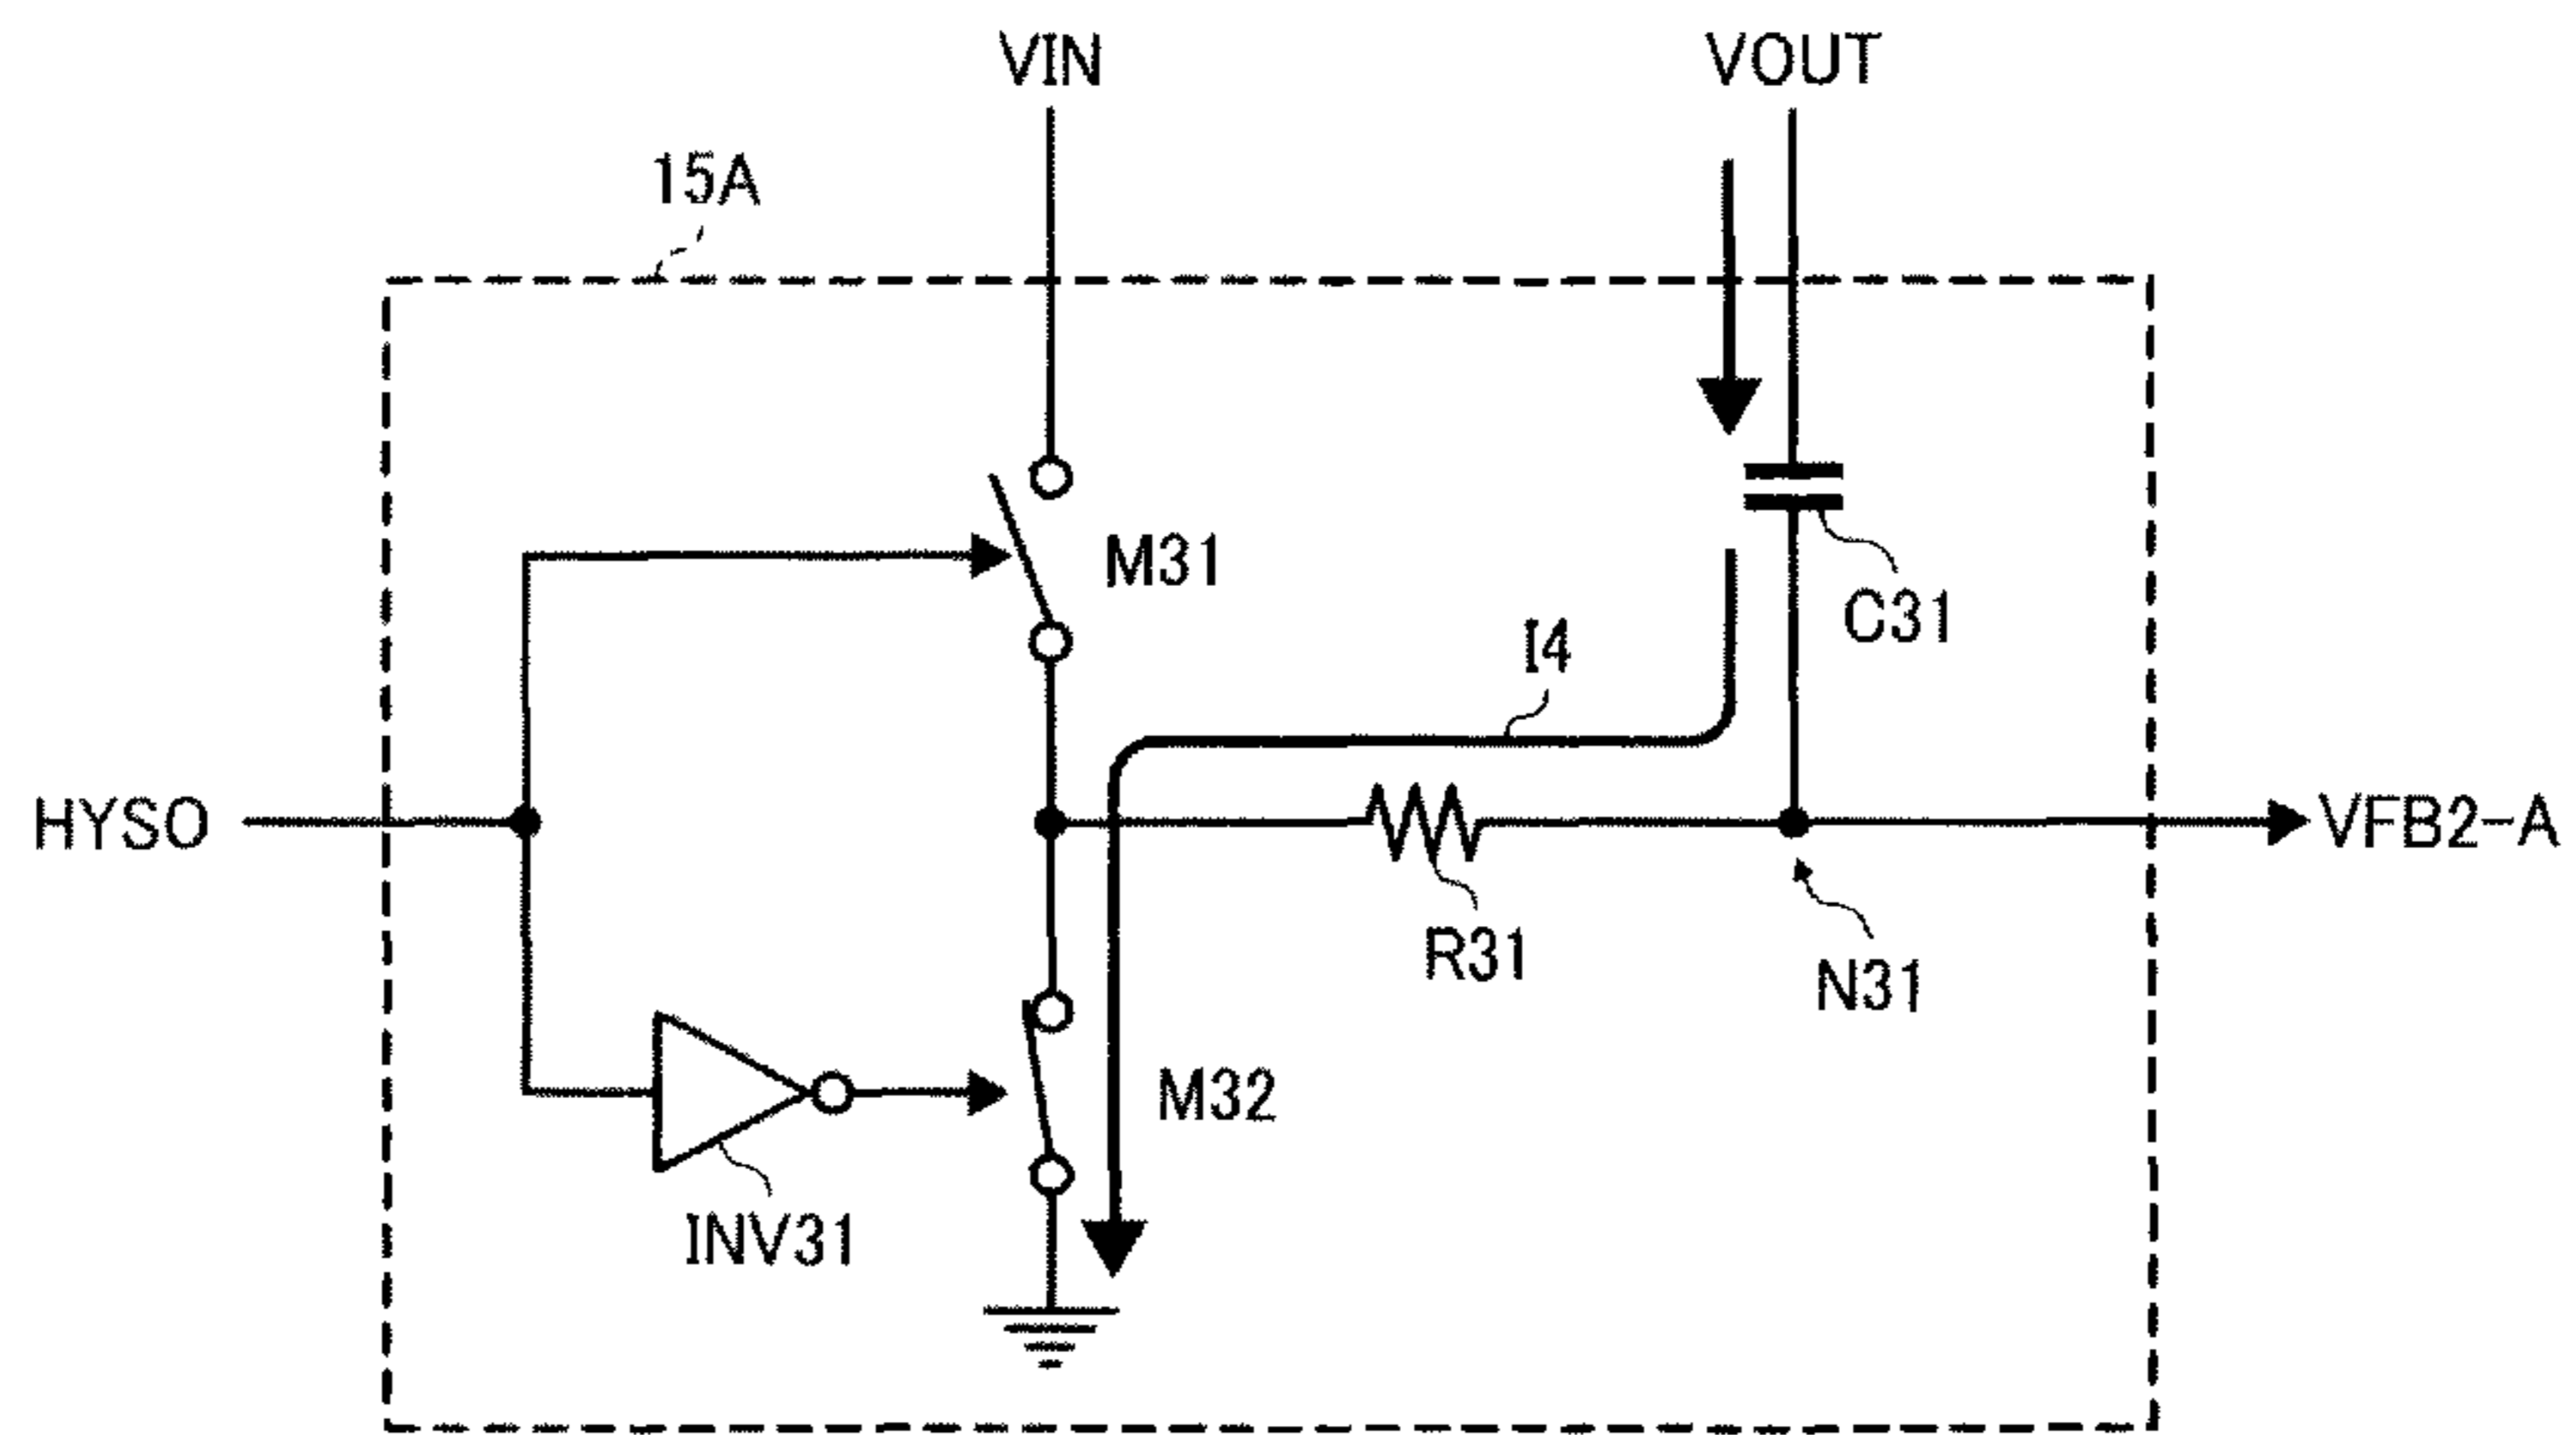 VIN
VOUT
15A
M31
C31
I4
HYSO
VFB2-A
R31
N31
M32
INV31